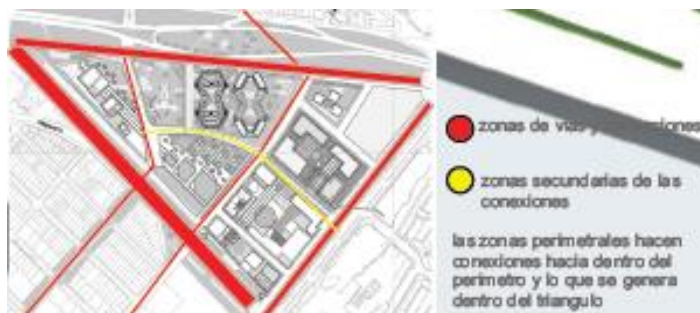 zonas de vias y
zonas secundarias de las
conexiones
las zonas perimetrales hacen
conexiones hacia dentro del
perimetro y lo que se genera
dentro del triangulo